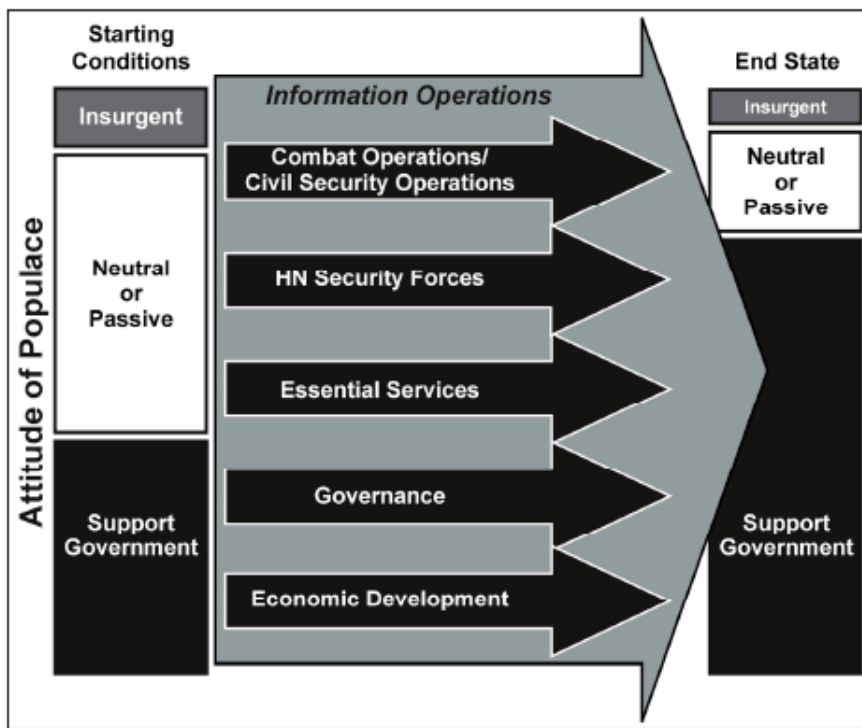 Attitude of Populace
Starting
Conditions
Insurgent
Neutral
or
Passive
Support
Government
Information Operations
Combat Operations/
Civil Security Operations
HN Security Forces
Essential Services
Governance
Economic Development
End State
Insurgent
Neutral
or
Passive
Support
Government